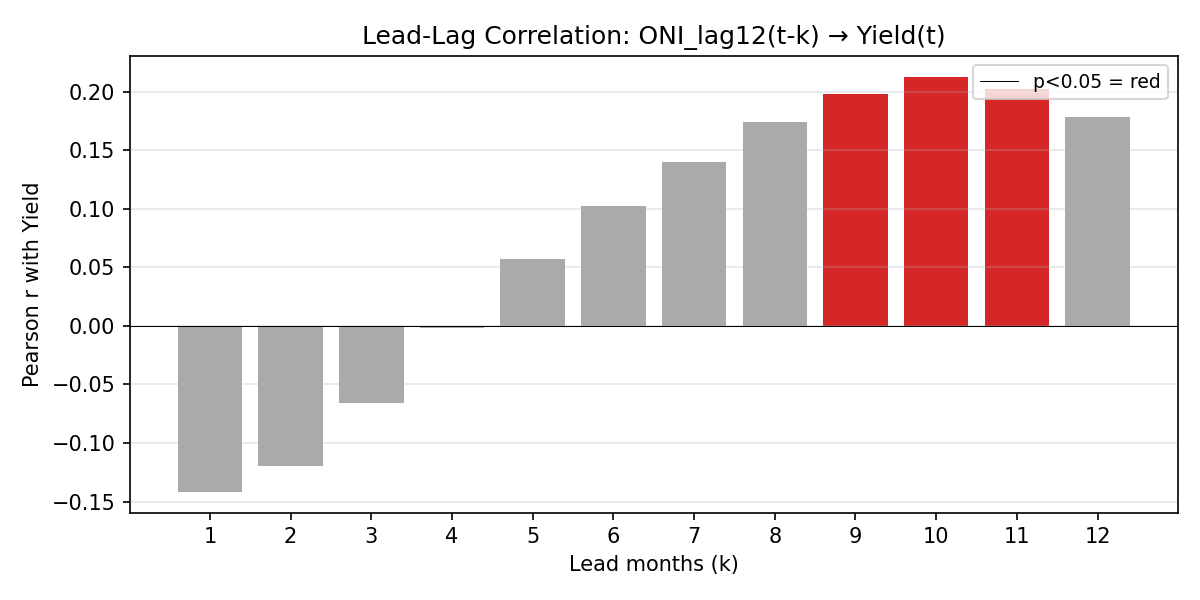 Lead-Lag Correlation: ONI_lag12(t-k) → Yield(t)
p<0.05 = red
Pearson r with Yield
0.20
0.15
0.10
0.05
0.00
−0.05
−0.10
−0.15
1 2 3 4 5 6 7 8 9 10 11 12
Lead months (k)